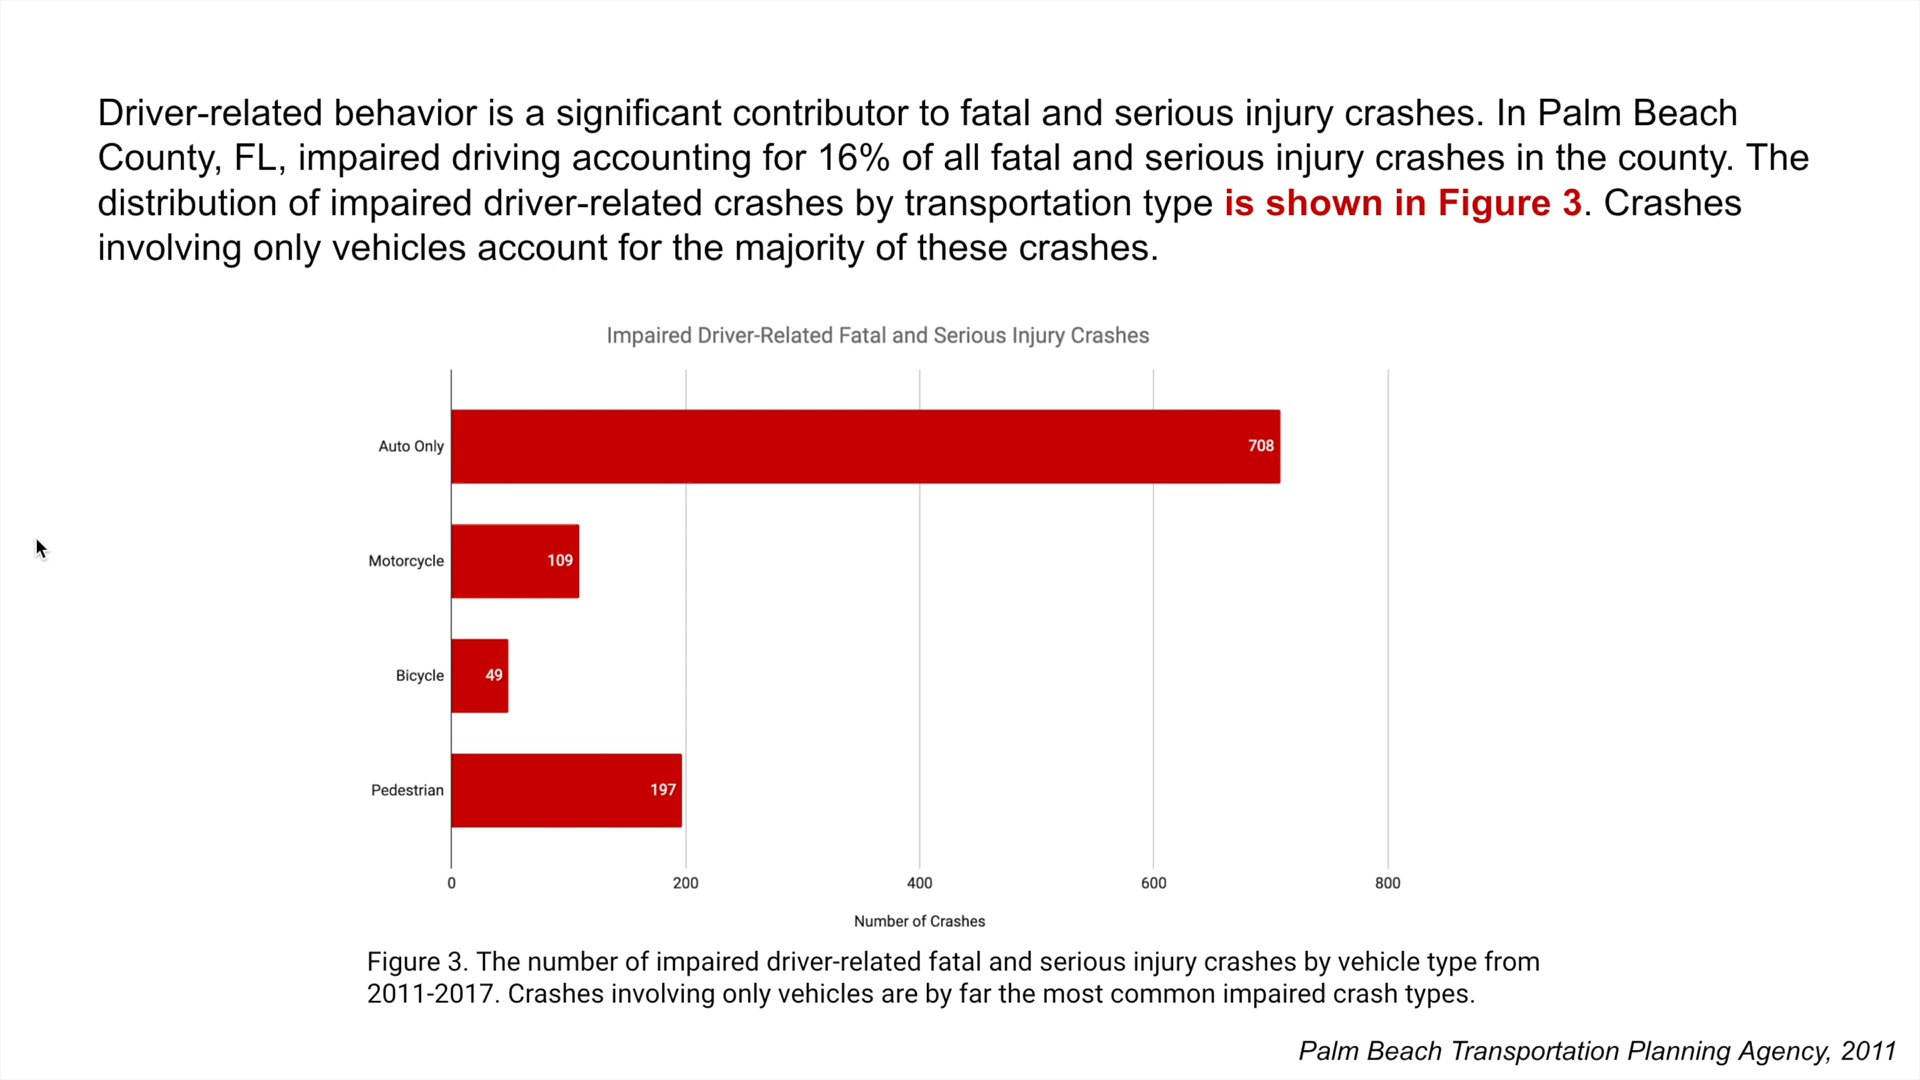 Driver-related behavior is a significant contributor to fatal and serious injury crashes. In Palm Beach
County, FL, impaired driving accounting for 16% of all fatal and serious injury crashes in the county. The
distribution of impaired driver-related crashes by transportation type is shown in Figure 3. Crashes
involving only vehicles account for the majority of these crashes.
Impaired Driver-Related Fatal and Serious Injury Crashes
Auto Only 708
Motorcycle 109
Bicycle 49
Pedestrian 197
0 200 400 600 800
Number of Crashes
Figure 3. The number of impaired driver-related fatal and serious injury crashes by vehicle type from
2011-2017. Crashes involving only vehicles are by far the most common impaired crash types.
Palm Beach Transportation Planning Agency, 2011